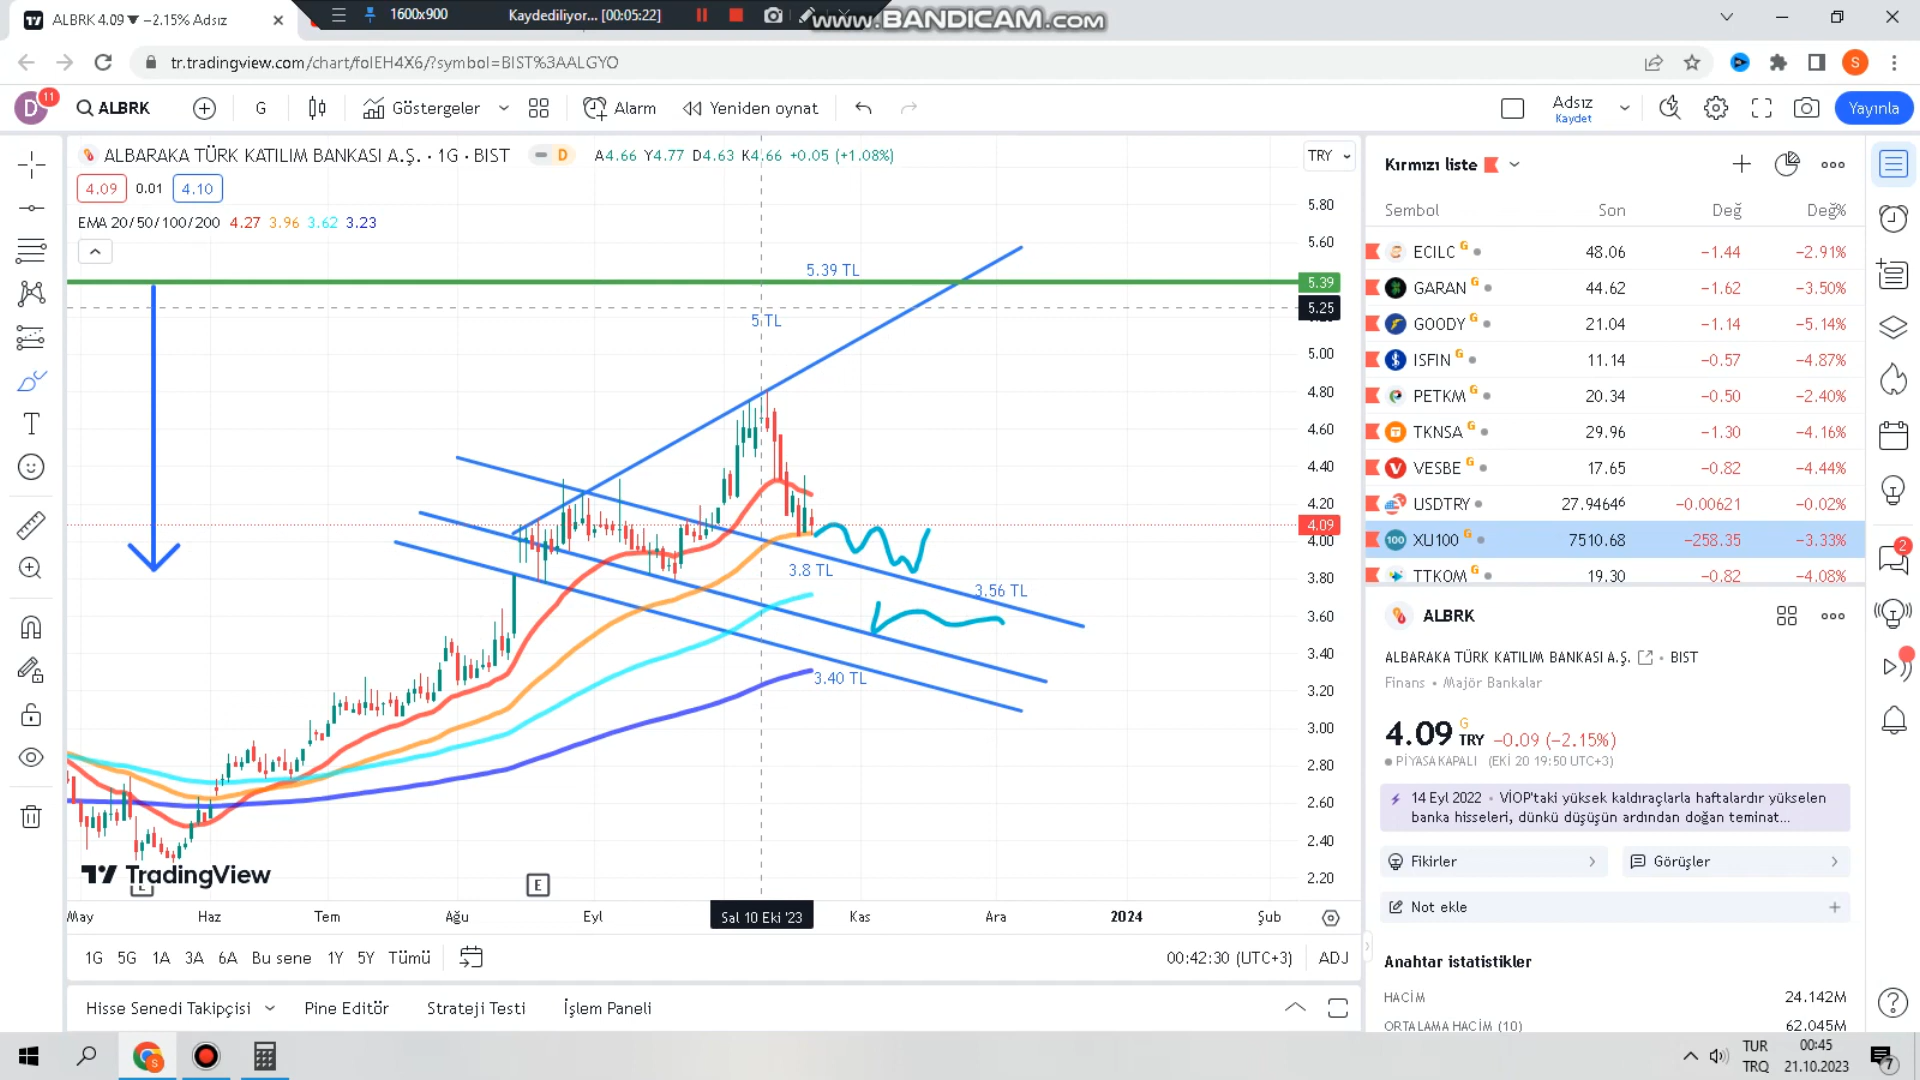 ALBRK 4.09 ▼ −2.15% Adsız
1600x900
Kaydediliyor... [00:05:22]
www.BANDICAM.com
tr.tradingview.com/chart/folEH4X6/?symbol=BIST%3AALGYO
S
D
11
ALBRK
G
Göstergeler
Alarm
Yeniden oynat
Adsız
Kaydet
Yayınla
ALBARAKA TÜRK KATILIM BANKASI A.Ş. · 1G · BIST
D
A4.66 Y4.77 D4.63 K4.66 +0.05 (+1.08%)
TRY
4.09 0.01 4.10
EMA 20/50/100/200 4.27 3.96 3.62 3.23
5.39 TL
5 TL
3.8 TL
3.56 TL
3.40 TL
5.80
5.60
5.39
5.25
5.00
4.80
4.60
4.40
4.20
4.09
4.00
3.80
3.60
3.40
3.20
3.00
2.80
2.60
2.40
2.20
TradingView
E
May Haz Tem Ağu Eyl Sal 10 Eki '23 Kas Ara 2024 Şub
1G 5G 1A 3A 6A Bu sene 1Y 5Y Tümü
00:42:30 (UTC+3) ADJ
Hisse Senedi Takipçisi Pine Editör Strateji Testi İşlem Paneli
Kırmızı liste
Sembol Son Değ Değ%
ECILC G 48.06 −1.44 −2.91%
GARAN G 44.62 −1.62 −3.50%
GOODY G 21.04 −1.14 −5.14%
ISFIN G 11.14 −0.57 −4.87%
PETKM G 20.34 −0.50 −2.40%
TKNSA G 29.96 −1.30 −4.16%
VESBE G 17.65 −0.82 −4.44%
USDTRY 27.9464⁶ −0.00621 −0.02%
100 XU100 G 7510.68 −258.35 −3.33%
TTKOM G 19.30 −0.82 −4.08%
ALBRK
ALBARAKA TÜRK KATILIM BANKASI A.Ş. • BIST
Finans • Majör Bankalar
4.09 G TRY −0.09 (−2.15%)
PİYASA KAPALI (EKİ 20 19:50 UTC+3)
14 Eyl 2022 • VİOP'taki yüksek kaldıraçlarla haftalardır yükselen
banka hisseleri, dünkü düşüşün ardından doğan teminat...
Fikirler
Görüşler
Not ekle
Anahtar istatistikler
HACİM 24.142M
ORTALAMA HACİM (10) 62.045M
2
TUR
TRQ
00:45
21.10.2023
7